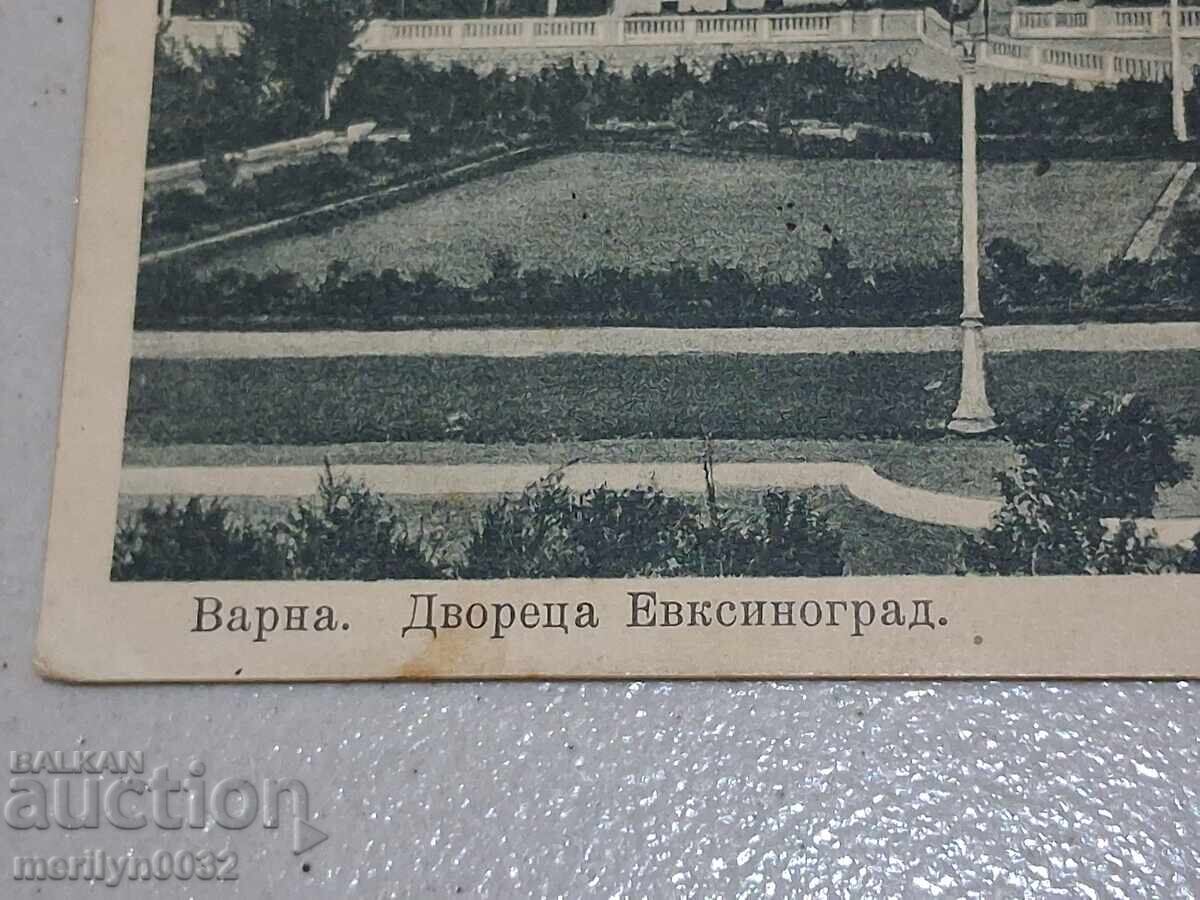 Варна. Двореца Евксиноград.
BALKAN
auction
merilyn0032